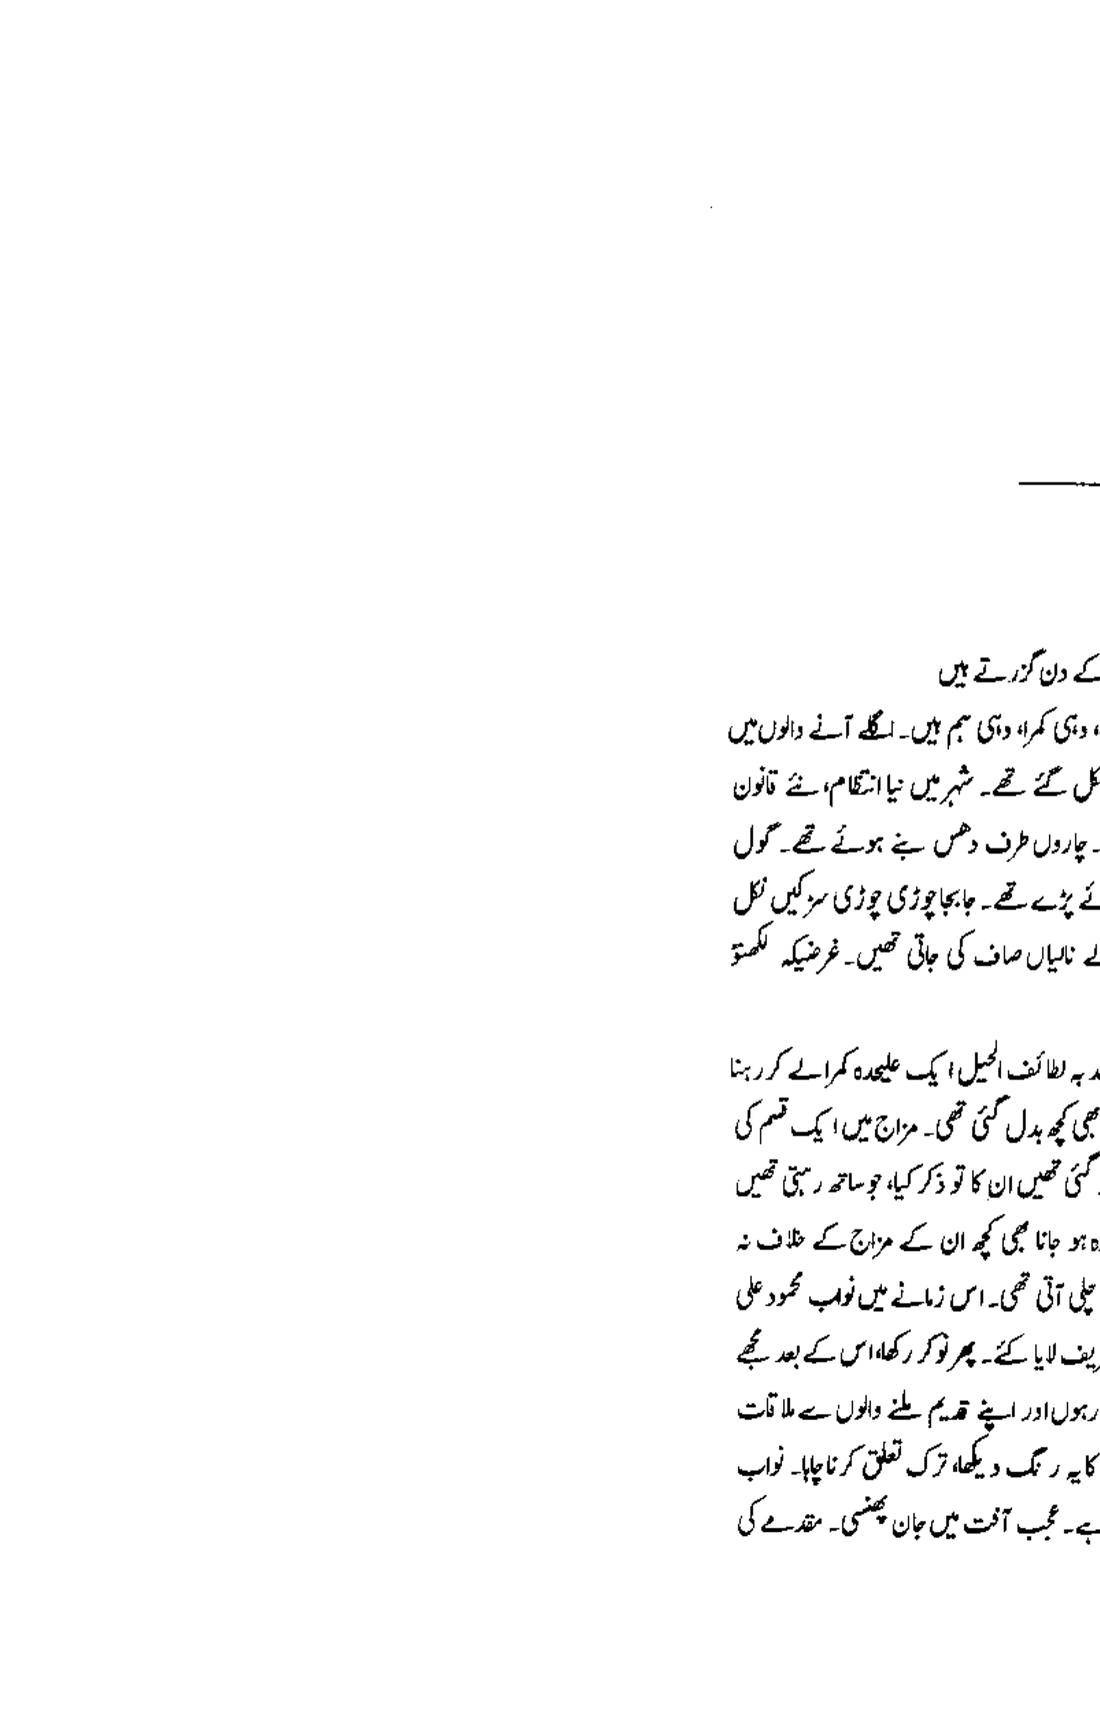 کے دن گزرتے ہیں
، وہی کمرا، وہی ہم ہیں۔ اگلے آنے والوں میں
گئے تھے۔ شہر میں نیا انتظام، نئے قانون
۔ چاروں طرف دھس بنے ہوئے تھے۔ گول
پڑے تھے۔ جابجا چوڑی چوڑی سڑکیں نکل
نالیاں صاف کی جاتی تھیں۔ غرضیکہ لکھنؤ
بہ لطائف الحیل ایک علیحدہ کمرا لے کر رہنا
بھی کچھ بدل گئی تھی۔ مزاج میں ایک قسم کی
گئی تھیں ان کا تو ذکر کیا، جو ساتھ رہتی تھیں
ہو جانا بھی کچھ ان کے مزاج کے خلاف نہ
چلی آتی تھی۔ اس زمانے میں نواب محمود علی
لایا کئے۔ پھر نوکر رکھا، اس کے بعد مجھے
رہوں اور اپنے قدیم ملنے والوں سے ملاقات
کا یہ رنگ دیکھا، ترک تعلق کرنا چاہا۔ نواب
ہے۔ عجب آفت میں جان پھنسی۔ مقدمے کی